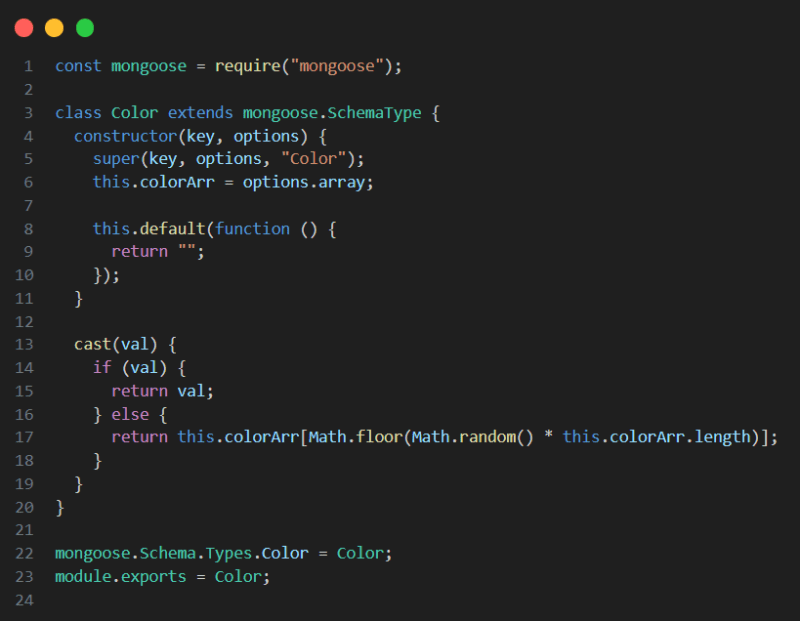 1 const mongoose = require("mongoose");
2
3 class Color extends mongoose.SchemaType {
4   constructor(key, options) {
5     super(key, options, "Color");
6     this.colorArr = options.array;
7
8     this.default(function () {
9       return "";
10     });
11   }
12
13   cast(val) {
14     if (val) {
15       return val;
16     } else {
17       return this.colorArr[Math.floor(Math.random() * this.colorArr.length)];
18     }
19   }
20 }
21
22 mongoose.Schema.Types.Color = Color;
23 module.exports = Color;
24